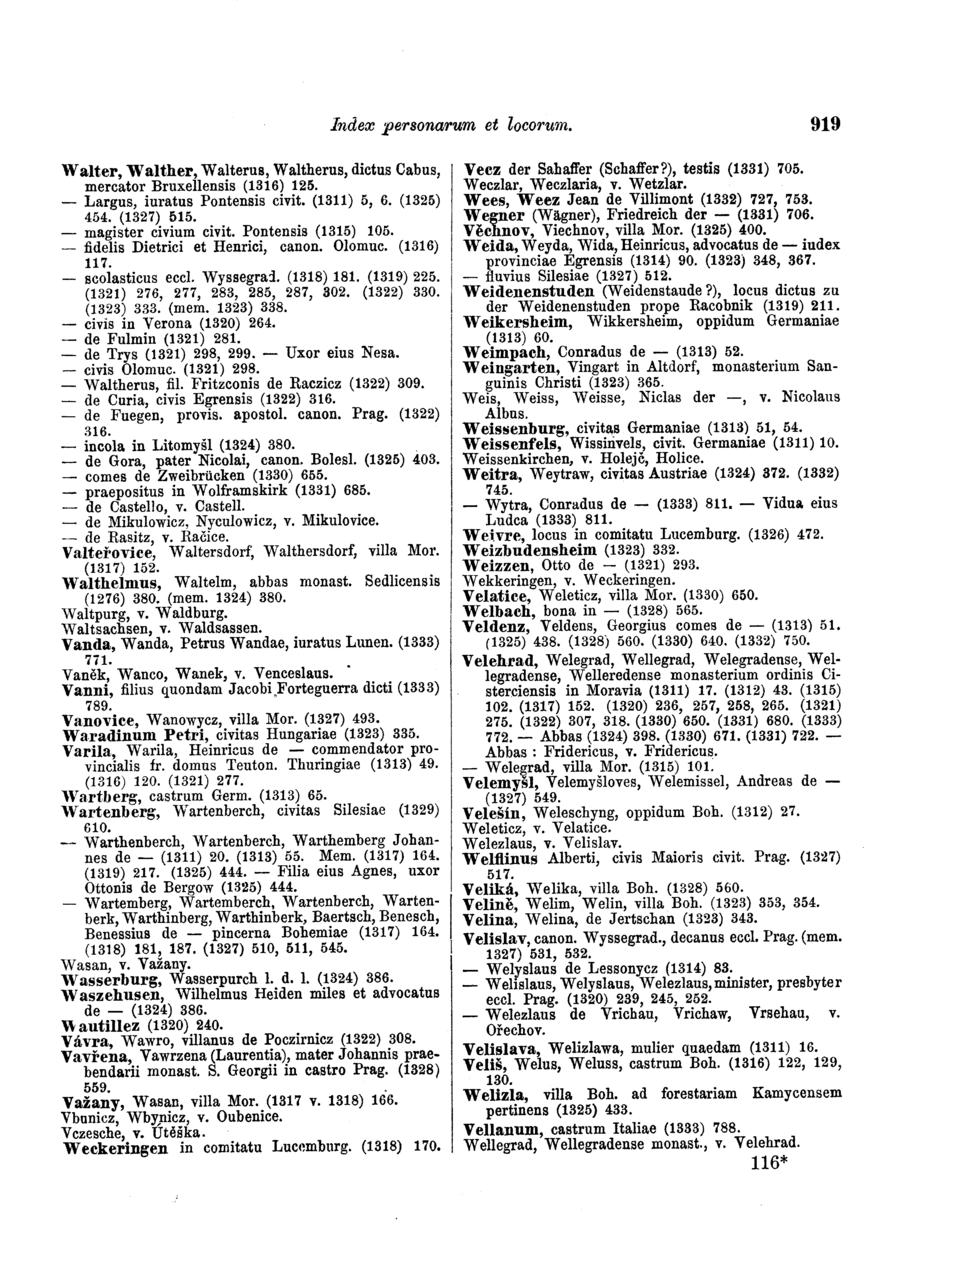 Index personarum et locorum. 919
Walter, Walther, Walterus, Waltherus, dictus Cabus,
mercator Bruxellensis (1316) 125.
— Largus, iuratus Pontensis civit. (1311) 5, 6. (1325)
454. (1327) 515.
— magister civium civit. Pontensis (1315) 105.
— fidelis Dietrici et Henrici, canon. Olomuc. (1316)
117.
— scolasticus eccl. Wyssegrad. (1318) 181. (1319) 225.
(1321) 276, 277, 283, 285, 287, 302. (1322) 330.
(1323) 333. (mem. 1323) 338.
— civis in Verona (1320) 264.
— de Fulmin (1321) 281.
— de Trys (1321) 298, 299. — Uxor eius Nesa.
— civis Olomuc. (1321) 298.
— Waltherus, fil. Fritzconis de Raczicz (1322) 309.
— de Curia, civis Egrensis (1322) 316.
— de Fuegen, provis. apostol. canon. Prag. (1322)
316.
— incola in Litomyšl (1324) 380.
— de Gora, pater Nicolai, canon. Bolesl. (1325) 403.
— comes de Zweibrücken (1330) 655.
— praepositus in Wolframskirk (1331) 685.
— de Castello, v. Castell.
— de Mikulowicz, Nyculowicz, v. Mikulovice.
— de Rasitz, v. Račice.
Valteřovice, Waltersdorf, Walthersdorf, villa Mor.
(1317) 152.
Walthelmus, Waltelm, abbas monast. Sedlicensis
(1276) 380. (mem. 1324) 380.
Waltpurg, v. Waldburg.
Waltsachsen, v. Waldsassen.
Vanda, Wanda, Petrus Wandae, iuratus Lunen. (1333)
771.
Vaněk, Wanco, Wanek, v. Venceslaus.
Vanni, filius quondam Jacobi Forteguerra dicti (1333)
789.
Vanovice, Wanowycz, villa Mor. (1327) 493.
Waradinum Petri, civitas Hungariae (1323) 335.
Varila, Warila, Heinricus de — commendator pro-
vincialis fr. domus Teuton. Thuringiae (1313) 49.
(1316) 120. (1321) 277.
Wartberg, castrum Germ. (1313) 65.
Wartenberg, Wartenberch, civitas Silesiae (1329)
610.
— Warthenberch, Wartenberch, Warthemberg Johan-
nes de — (1311) 20. (1313) 55. Mem. (1317) 164.
(1319) 217. (1325) 444. — Filia eius Agnes, uxor
Ottonis de Bergow (1325) 444.
— Wartemberg, Wartemberch, Wartenberch, Warten-
berk, Warthinberg, Warthinberk, Baertsch, Benesch,
Benessius de — pincerna Bohemiae (1317) 164.
(1318) 181, 187. (1327) 510, 511, 545.
Wasan, v. Važany.
Wasserburg, Wasserpurch l. d. l. (1324) 386.
Waszehusen, Wilhelmus Heiden miles et advocatus
de — (1324) 386.
Wautillez (1320) 240.
Vávra, Wawro, villanus de Poczirnicz (1322) 308.
Vavřena, Vawrzena (Laurentia), mater Johannis prae-
bendarii monast. S. Georgii in castro Prag. (1328)
559.
Važany, Wasan, villa Mor. (1317 v. 1318) 166.
Vbunicz, Wbynicz, v. Oubenice.
Vczesche, v. Útěška.
Weckeringen in comitatu Lucemburg. (1318) 170.
Vecz der Sahaffer (Schaffer?), testis (1331) 705.
Weczlar, Weczlaria, v. Wetzlar.
Wees, Weez Jean de Villimont (1332) 727, 753.
Wegner (Wägner), Friedreich der — (1331) 706.
Věchnov, Viechnov, villa Mor. (1325) 400.
Weida, Weyda, Wida, Heinricus, advocatus de — iudex
provinciae Egrensis (1314) 90. (1323) 348, 367.
— fluvius Silesiae (1327) 512.
Weidenenstuden (Weidenstaude?), locus dictus zu
der Weidenenstuden prope Racobnik (1319) 211.
Weikersheim, Wikkersheim, oppidum Germaniae
(1313) 60.
Weimpach, Conradus de — (1313) 52.
Weingarten, Vingart in Altdorf, monasterium San-
guinis Christi (1323) 365.
Weis, Weiss, Weisse, Niclas der —, v. Nicolaus
Albus.
Weissenburg, civitas Germaniae (1313) 51, 54.
Weissenfels, Wissinvels, civit. Germaniae (1311) 10.
Weissenkirchen, v. Holejč, Holice.
Weitra, Weytraw, civitas Austriae (1324) 372. (1332)
745.
— Wytra, Conradus de — (1333) 811. — Vidua eius
Ludca (1333) 811.
Weivre, locus in comitatu Lucemburg. (1326) 472.
Weizbudensheim (1323) 332.
Weizzen, Otto de — (1321) 293.
Wekkeringen, v. Weckeringen.
Velatice, Weleticz, villa Mor. (1330) 650.
Welbach, bona in — (1328) 565.
Veldenz, Veldens, Georgius comes de — (1313) 51.
(1325) 438. (1328) 560. (1330) 640. (1332) 750.
Velehrad, Welegrad, Wellegrad, Welegradense, Wel-
legradense, Welleredense monasterium ordinis Ci-
sterciensis in Moravia (1311) 17. (1312) 43. (1315)
102. (1317) 152. (1320) 236, 257, 258, 265. (1321)
275. (1322) 307, 318. (1330) 650. (1331) 680. (1333)
772. — Abbas (1324) 398. (1330) 671. (1331) 722. —
Abbas : Fridericus, v. Fridericus.
— Welegrad, villa Mor. (1315) 101.
Velemyšl, Velemyšloves, Welemissel, Andreas de —
(1327) 549.
Velešín, Weleschyng, oppidum Boh. (1312) 27.
Weleticz, v. Velatice.
Welezlaus, v. Velislav.
Welflinus Alberti, civis Maioris civit. Prag. (1327)
517.
Veliká, Welika, villa Boh. (1328) 560.
Velině, Welim, Welin, villa Boh. (1323) 353, 354.
Velina, Welina, de Jertschan (1323) 343.
Velislav, canon. Wyssegrad., decanus eccl. Prag. (mem.
1327) 531, 532.
— Welyslaus de Lessonycz (1314) 83.
— Welislaus, Welyslaus, Welezlaus, minister, presbyter
eccl. Prag. (1320) 239, 245, 252.
— Welezlaus de Vrichau, Vrichaw, Vrsehau, v.
Ořechov.
Velislava, Welizlawa, mulier quaedam (1311) 16.
Veliš, Welus, Weluss, castrum Boh. (1316) 122, 129,
130.
Welizla, villa Boh. ad forestariam Kamycensem
pertinens (1325) 433.
Vellanum, castrum Italiae (1333) 788.
Wellegrad, Wellegradense monast., v. Velehrad.
116*